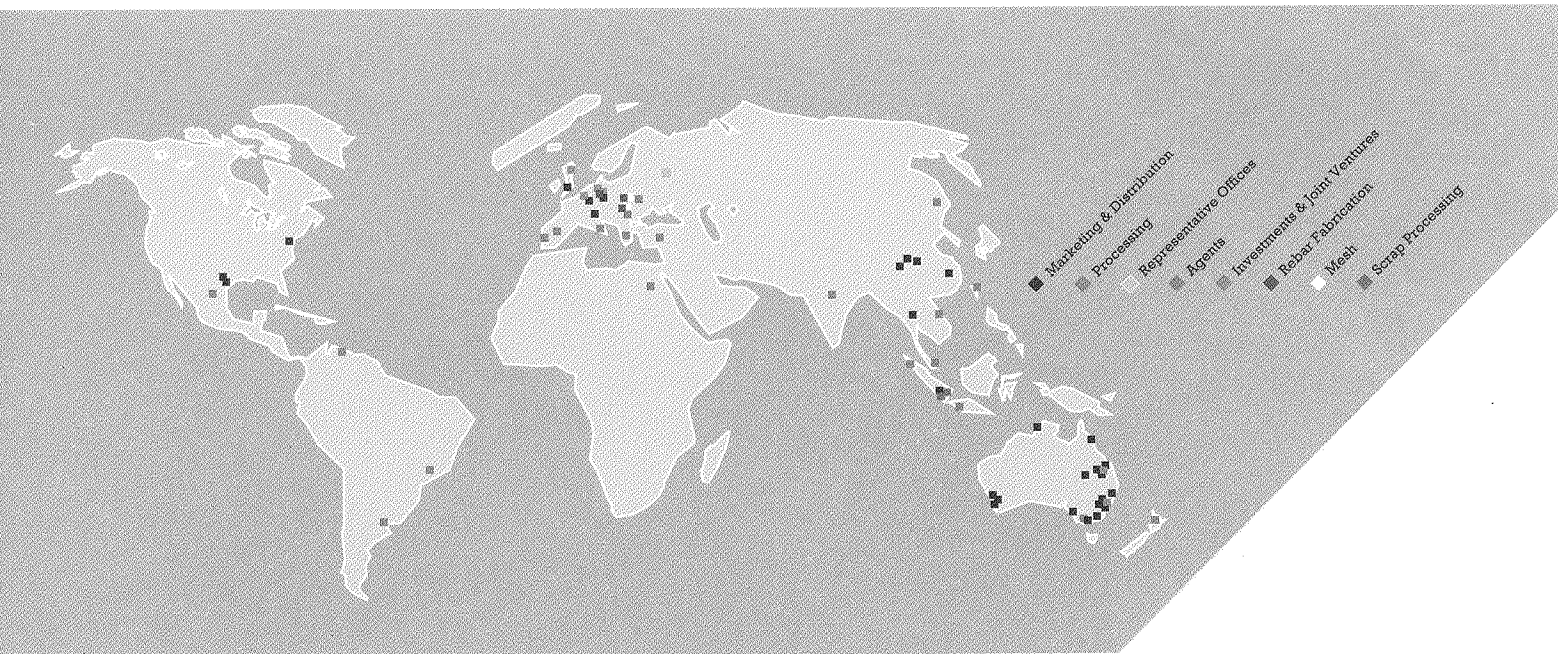 Marketing & Distribution
Processing
Representative Offices
Agents
Investments & Joint Ventures
Rebar Fabrication
Mesh
Scrap Processing